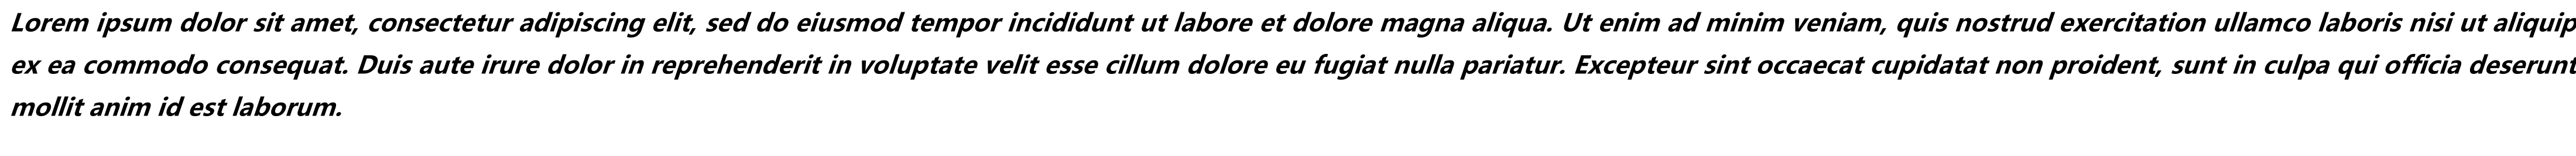 Lorem ipsum dolor sit amet, consectetur adipiscing elit, sed do eiusmod tempor incididunt ut labore et dolore magna aliqua. Ut enim ad minim veniam, quis nostrud exercitation ullamco laboris nisi ut aliquip
ex ea commodo consequat. Duis aute irure dolor in reprehenderit in voluptate velit esse cillum dolore eu fugiat nulla pariatur. Excepteur sint occaecat cupidatat non proident, sunt in culpa qui officia deserunt
mollit anim id est laborum.